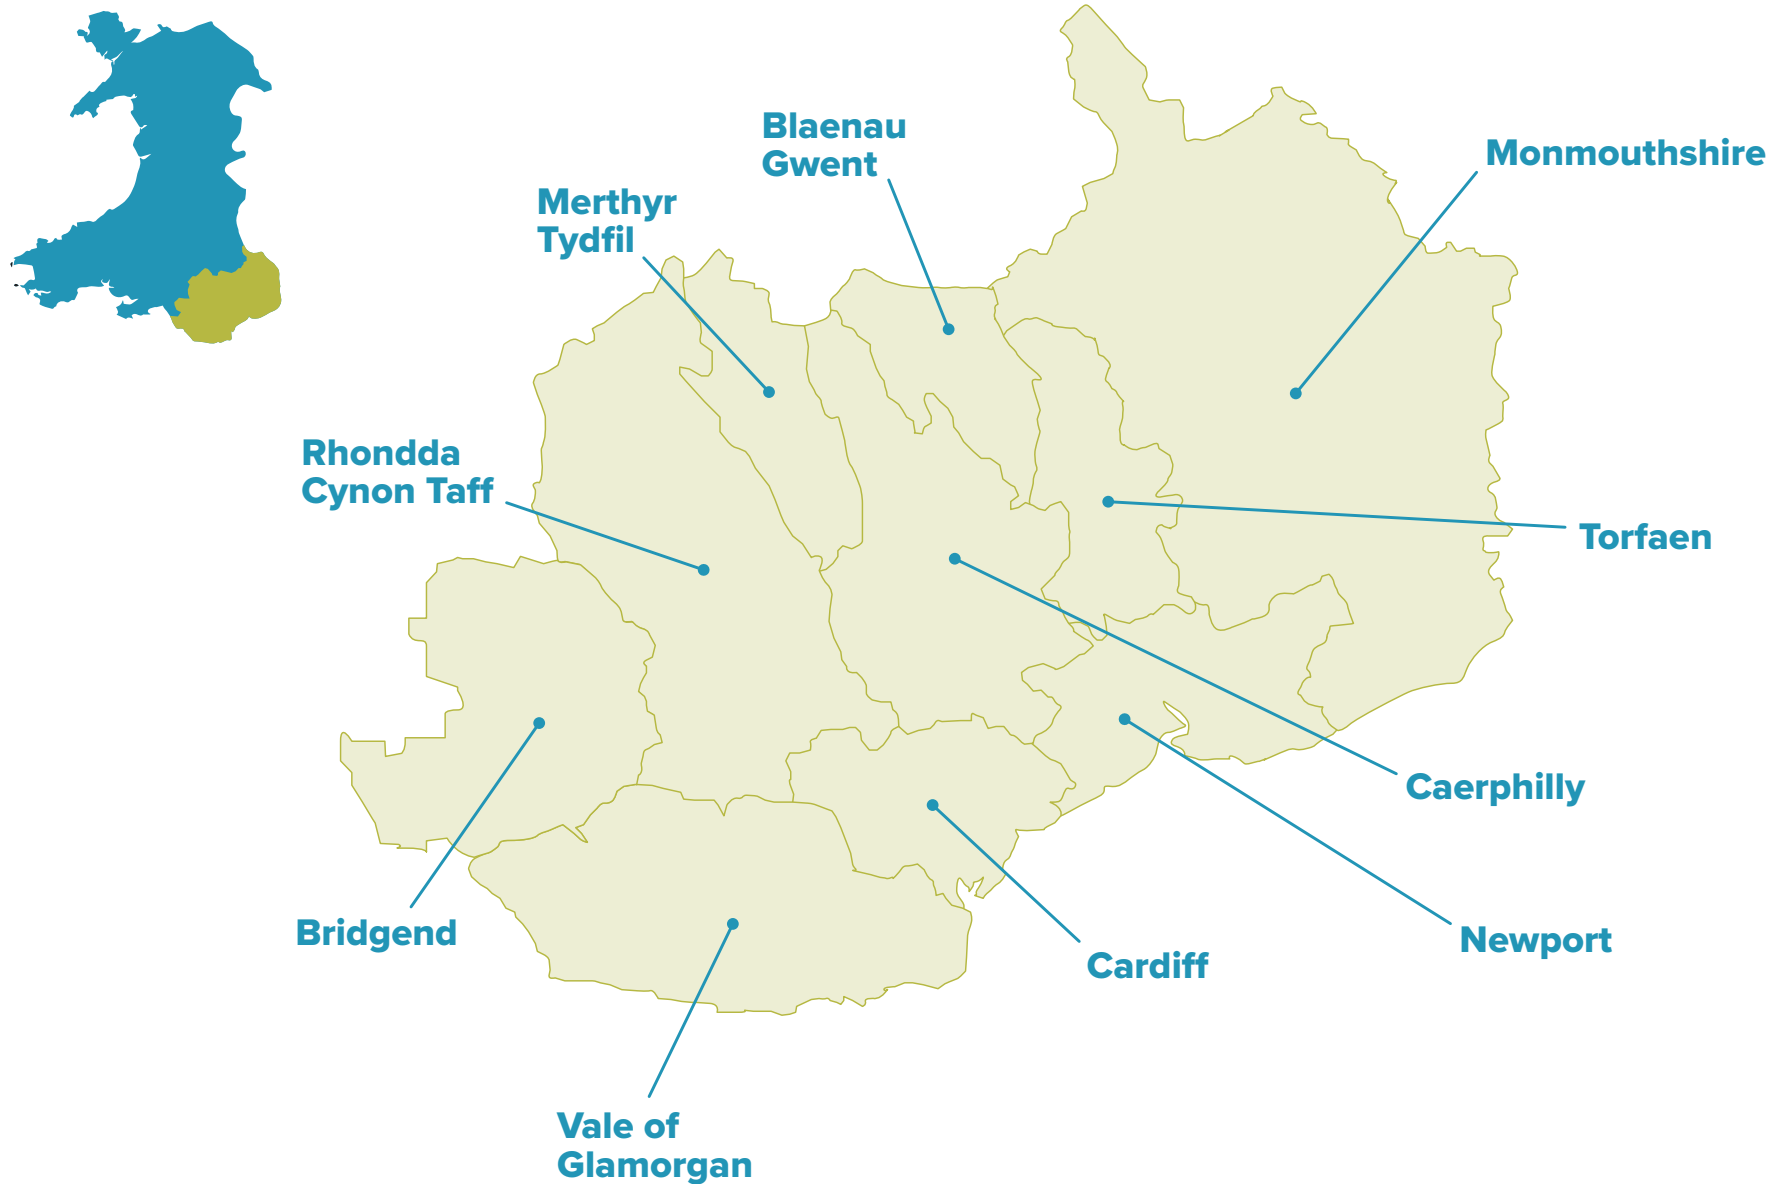 Blaenau
Gwent
Monmouthshire
Merthyr
Tydfil
Rhondda
Cynon Taff
Torfaen
Caerphilly
Bridgend
Newport
Cardiff
Vale of
Glamorgan